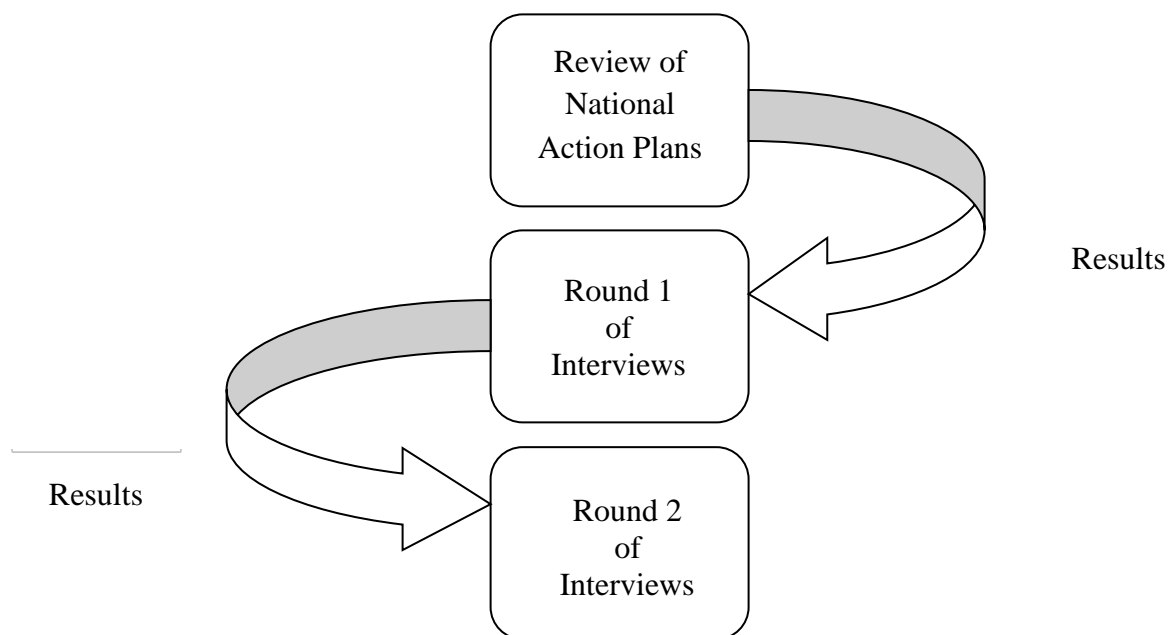 Review of
National
Action Plans
Results
Round 1
of
Interviews
Results
Round 2
of
Interviews